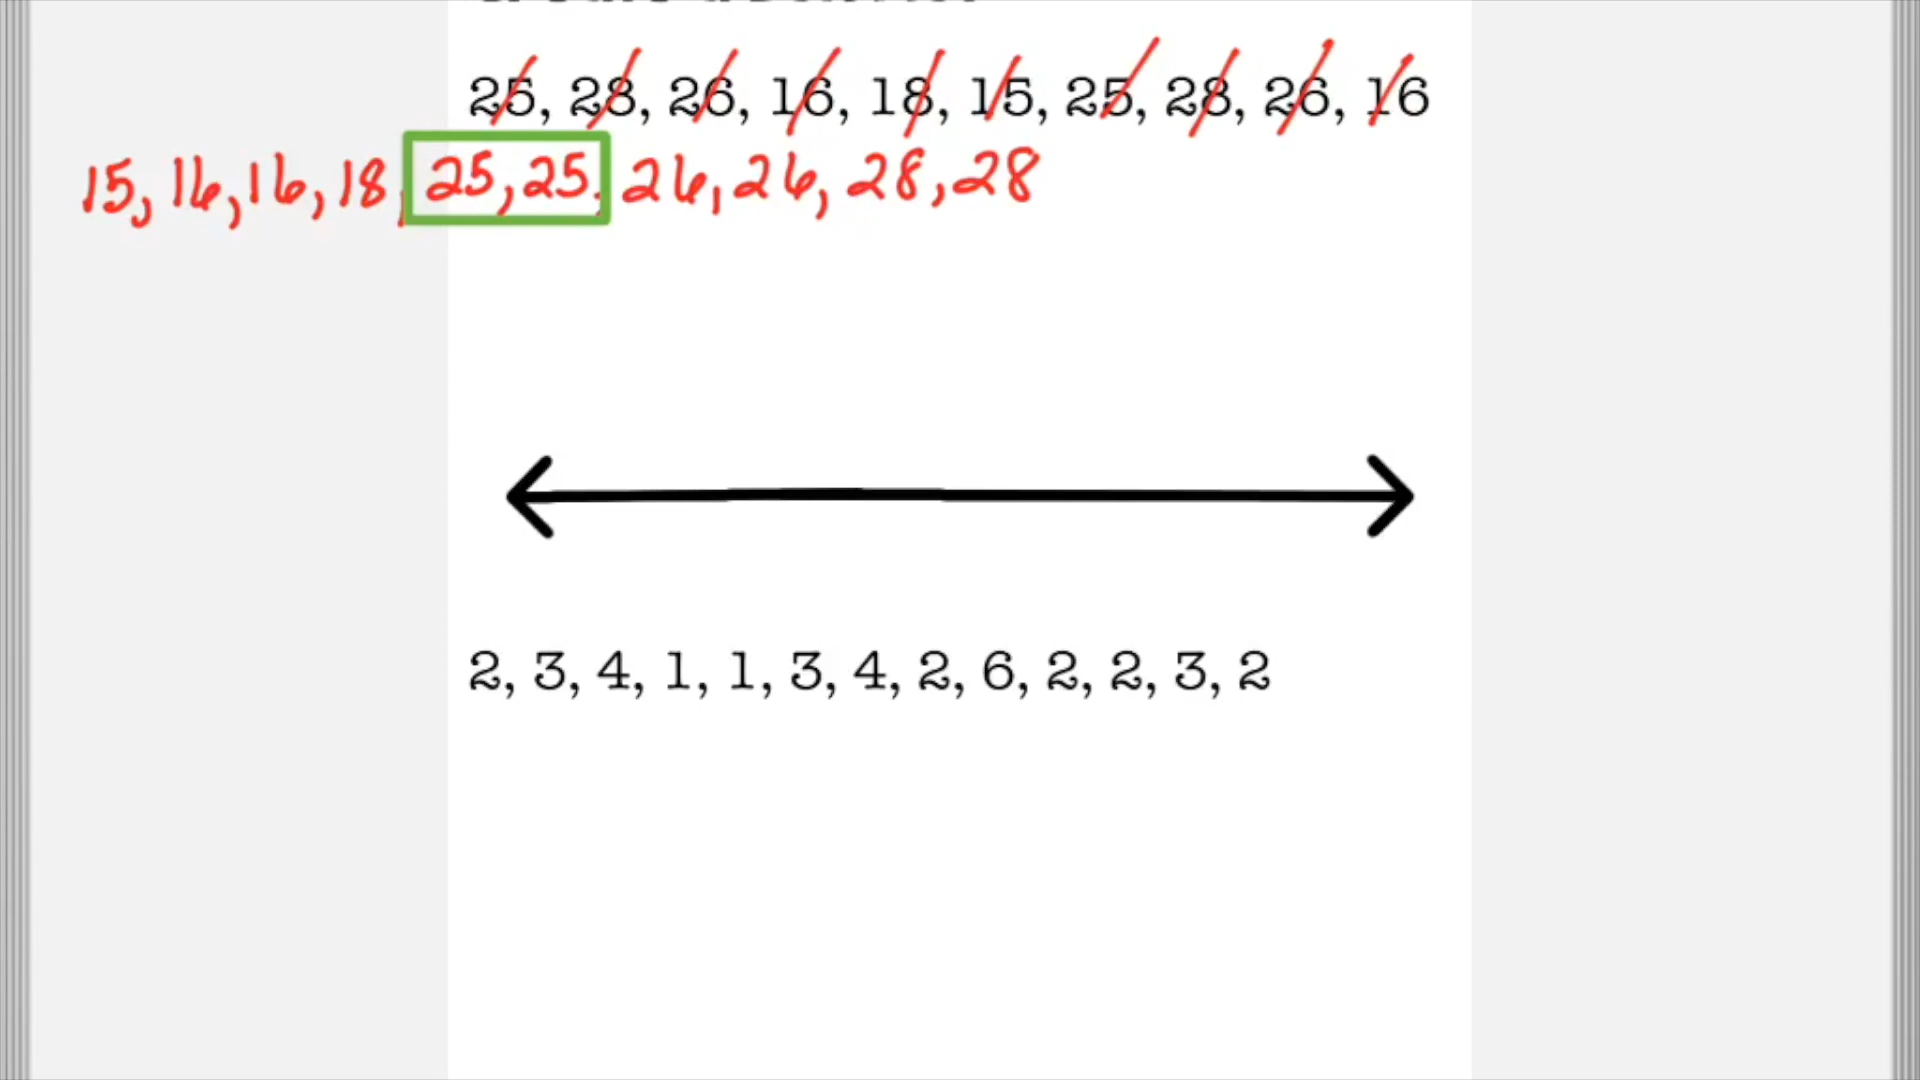 25, 28, 26, 16, 18, 15, 25, 28, 26, 16
15, 16, 16, 18, 25, 25, 26, 26, 28, 28
2, 3, 4, 1, 1, 3, 4, 2, 6, 2, 2, 3, 2